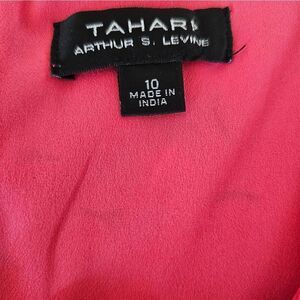 TAHARI
ARTHUR S. LEVINE
10
MADE IN
INDIA